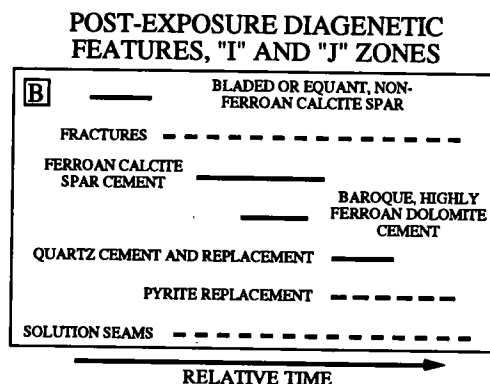 POST-EXPOSURE DIAGENETIC
FEATURES, "I" AND "J" ZONES
B
BLADED OR EQUANT, NON-
FERROAN CALCITE SPAR
FRACTURES
FERROAN CALCITE
SPAR CEMENT
BAROQUE, HIGHLY
FERROAN DOLOMITE
CEMENT
QUARTZ CEMENT AND REPLACEMENT
PYRITE REPLACEMENT
SOLUTION SEAMS
RELATIVE TIME